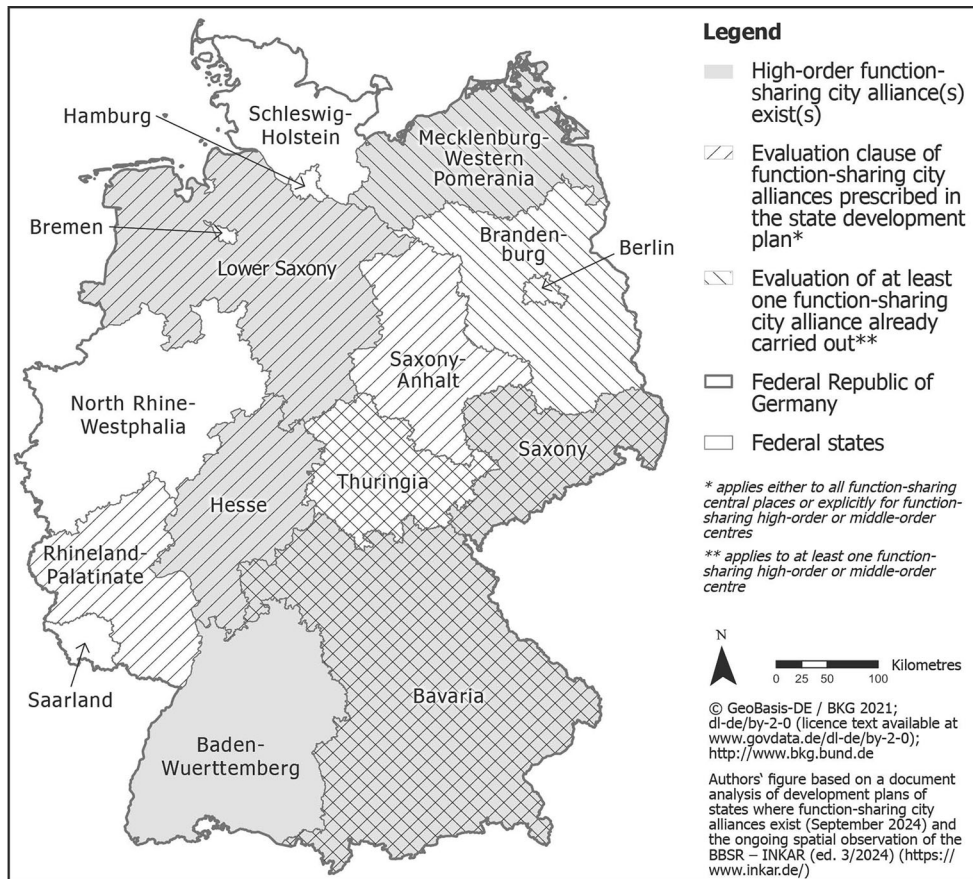 Hamburg
Schleswig-
Holstein
Mecklenburg-
Western
Pomerania
Bremen
Lower Saxony
Branden-
burg
Berlin
Saxony-
Anhalt
North Rhine-
Westphalia
Saxony
Thuringia
Hesse
Rhineland-
Palatinate
Saarland
Bavaria
Baden-
Wuerttemberg
Legend
High-order function-
sharing city alliance(s)
exist(s)
Evaluation clause of
function-sharing city
alliances prescribed in
the state development
plan*
Evaluation of at least
one function-sharing
city alliance already
carried out**
Federal Republic of
Germany
Federal states
* applies either to all function-sharing
central places or explicitly for function-
sharing high-order or middle-order
centres
** applies to at least one function-
sharing high-order or middle-order
centre
N
Kilometres
0 25 50 100
© GeoBasis-DE / BKG 2021;
dl-de/by-2-0 (licence text available at
www.govdata.de/dl-de/by-2-0);
http://www.bkg.bund.de
Authors‘ figure based on a document
analysis of development plans of
states where function-sharing city
alliances exist (September 2024) and
the ongoing spatial observation of the
BBSR – INKAR (ed. 3/2024) (https://
www.inkar.de/)